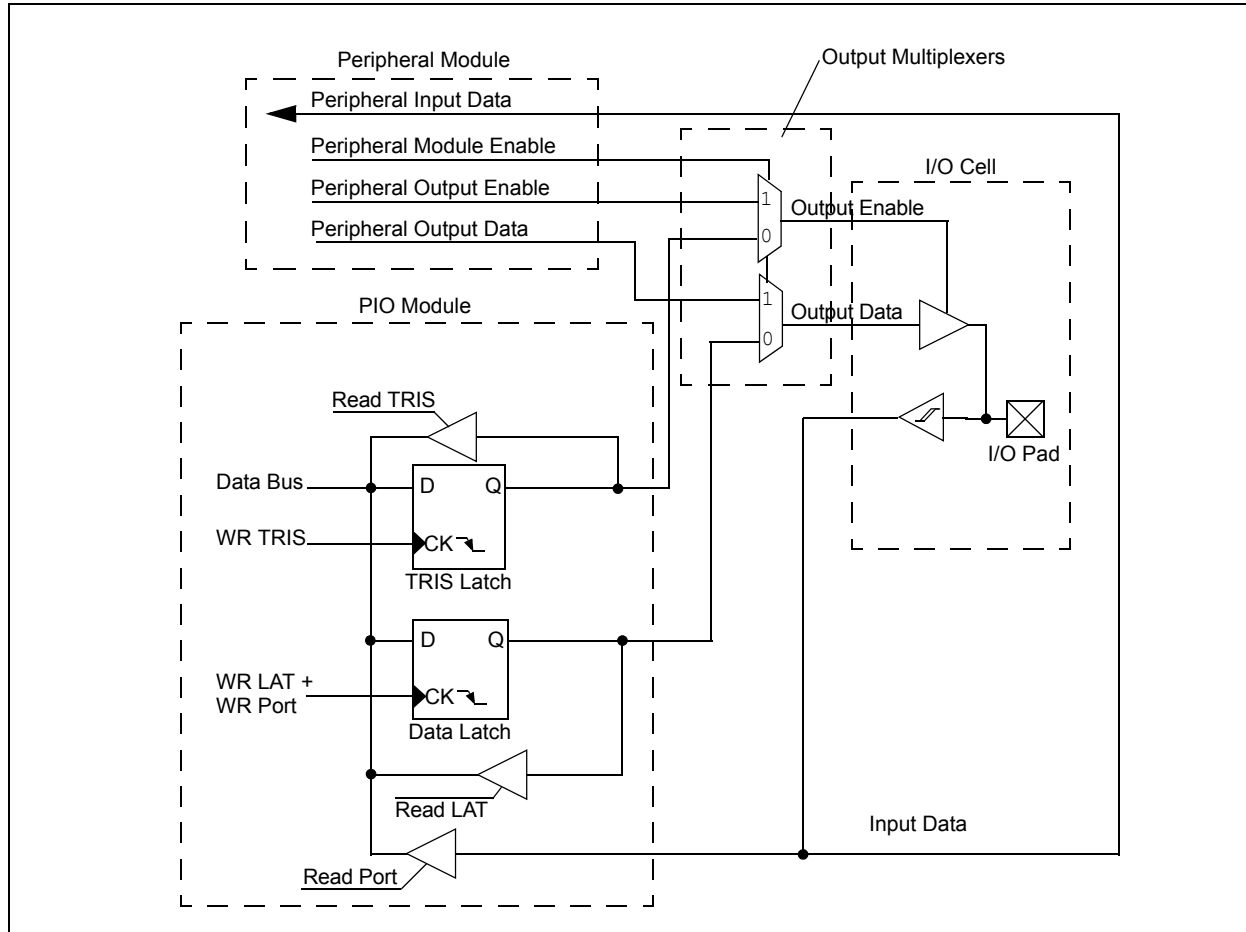 Peripheral Module
Output Multiplexers
Peripheral Input Data
Peripheral Module Enable
I/O Cell
Peripheral Output Enable
1
Output Enable
Peripheral Output Data
0
1
PIO Module
Output Data
0
Read TRIS
I/O Pad
Data Bus
D
Q
WR TRIS
CK
TRIS Latch
D
Q
WR LAT +
WR Port
CK
Data Latch
Read LAT
Input Data
Read Port